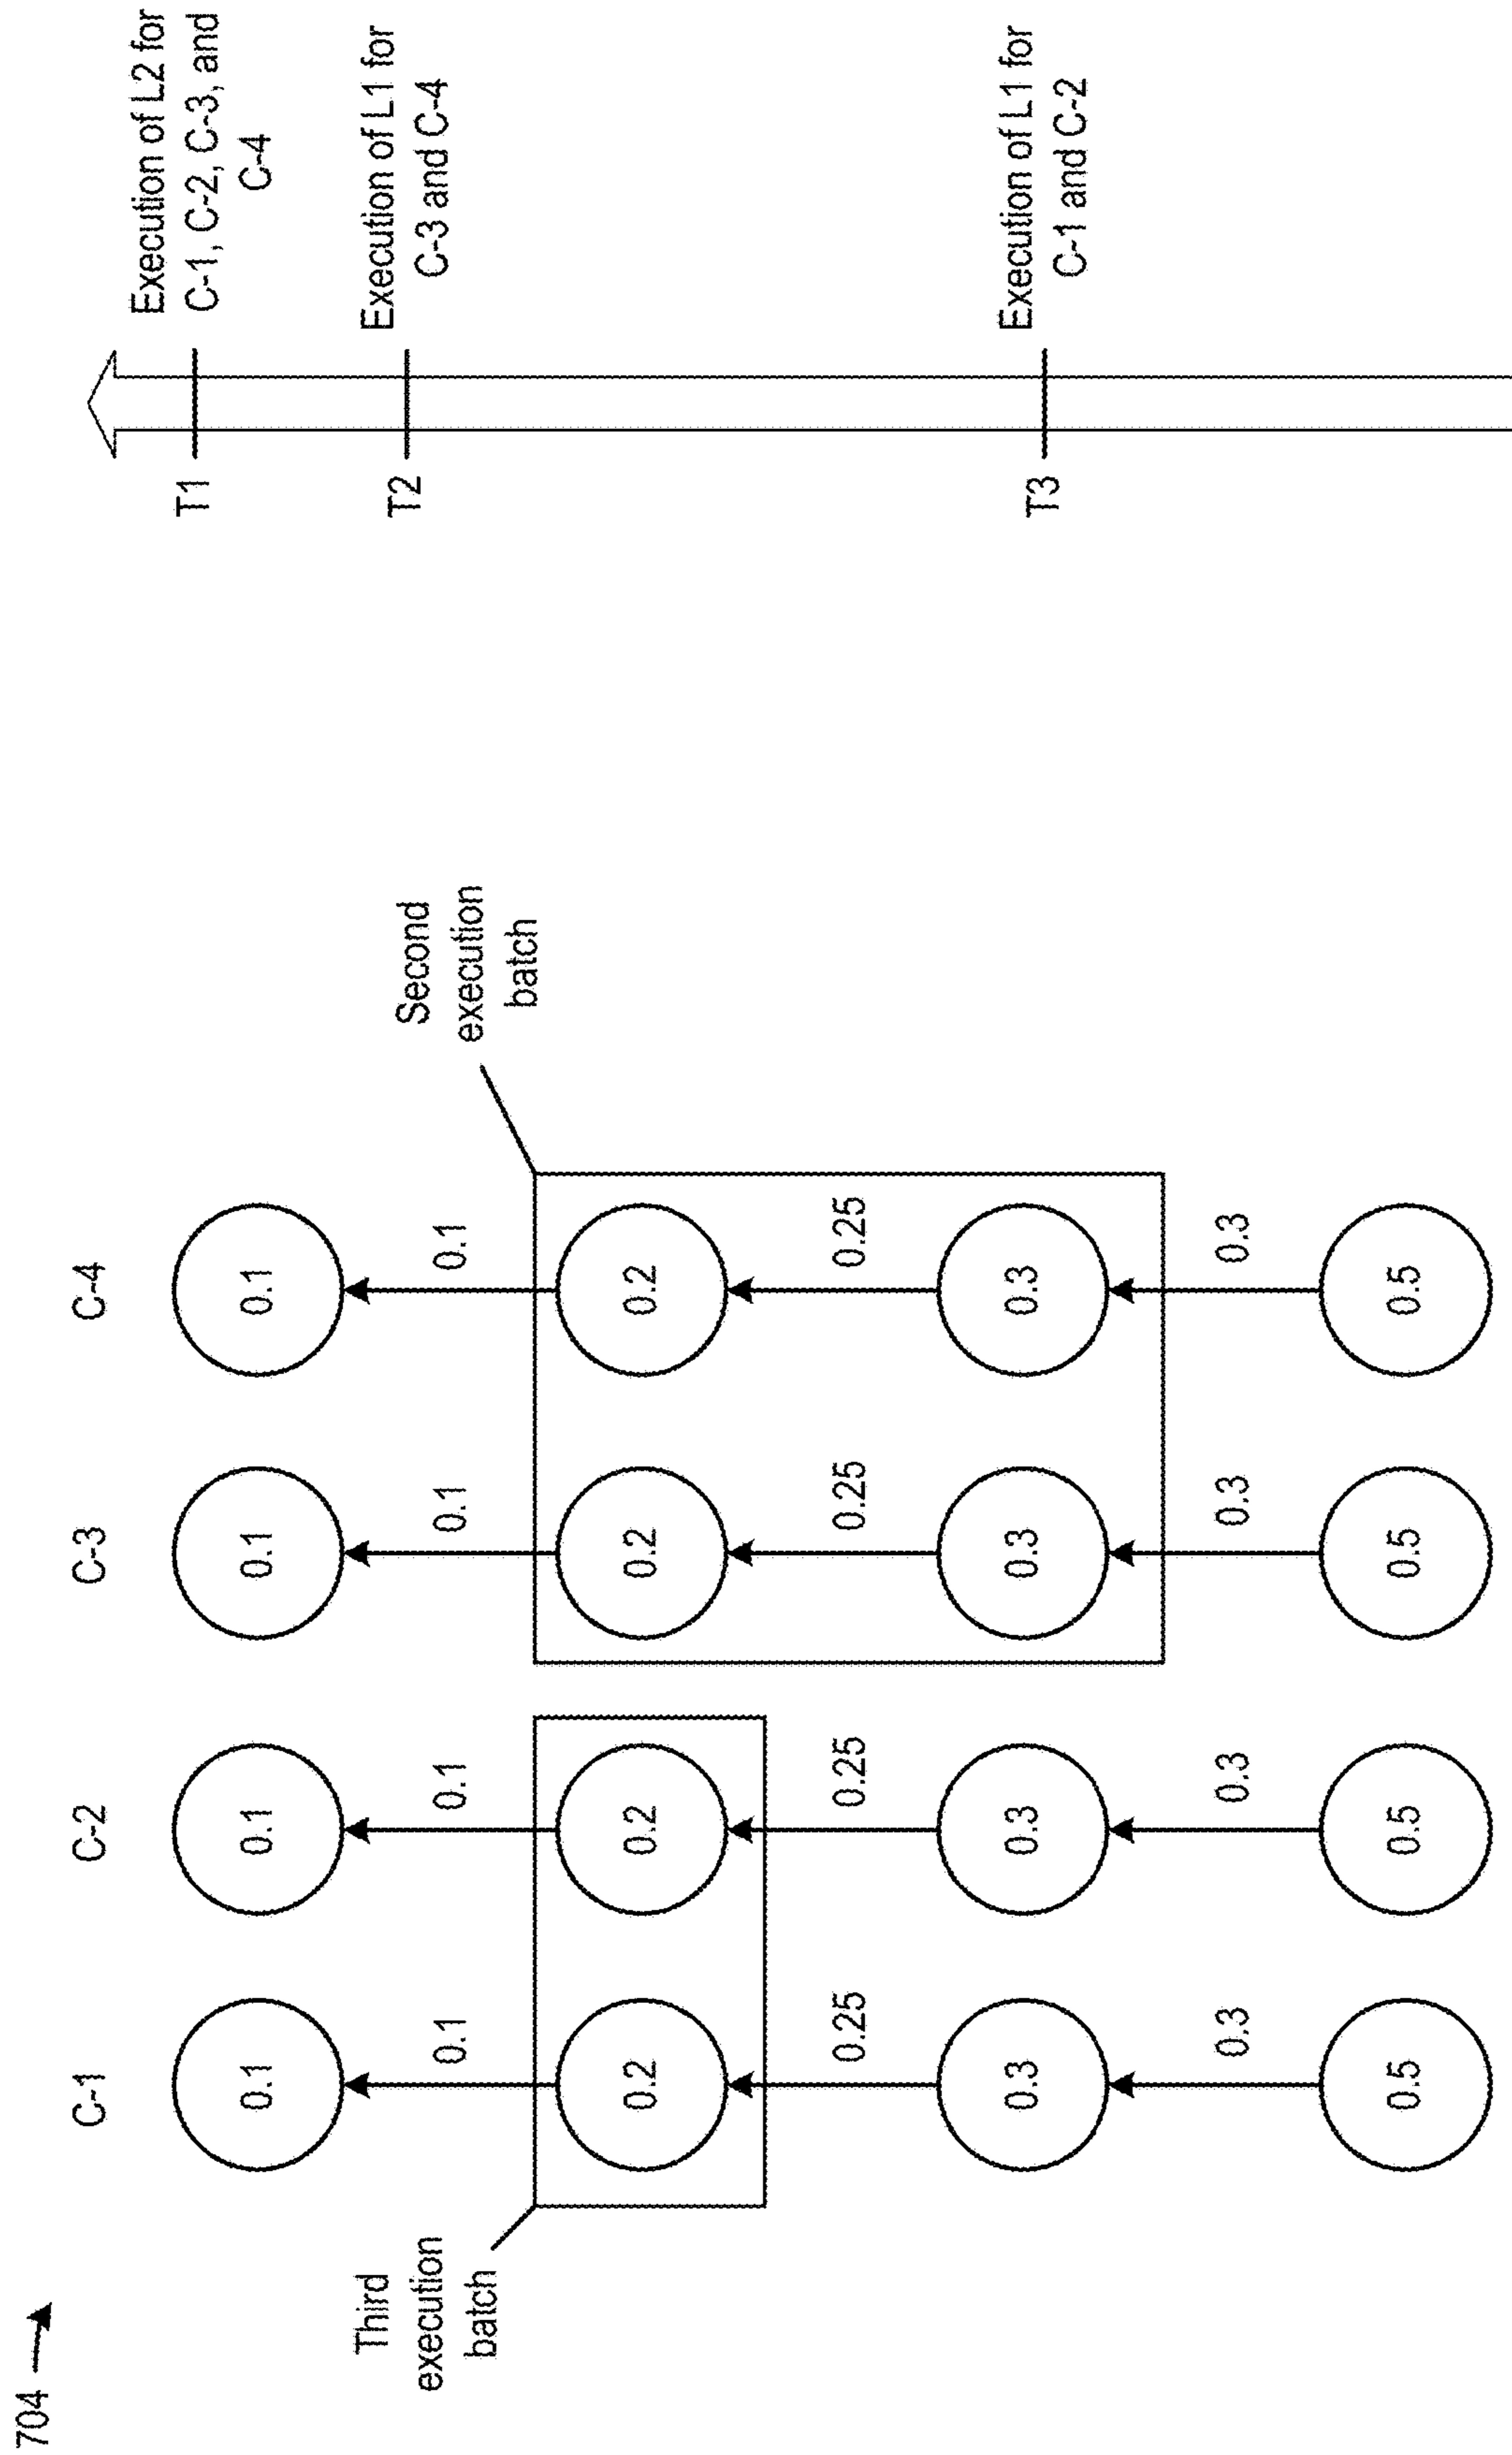 704
C-1
C-2
C-3
C-4
0.1
0.1
0.1
0.1
0.1
0.1
0.1
0.1
Third
execution
batch
Second
execution
batch
0.2
0.2
0.2
0.2
0.25
0.25
0.25
0.25
0.3
0.3
0.3
0.3
0.3
0.3
0.3
0.3
0.5
0.5
0.5
0.5
T1
Execution of L2 for
C-1, C-2, C-3, and
C-4
T2
Execution of L1 for
C-3 and C-4
T3
Execution of L1 for
C-1 and C-2